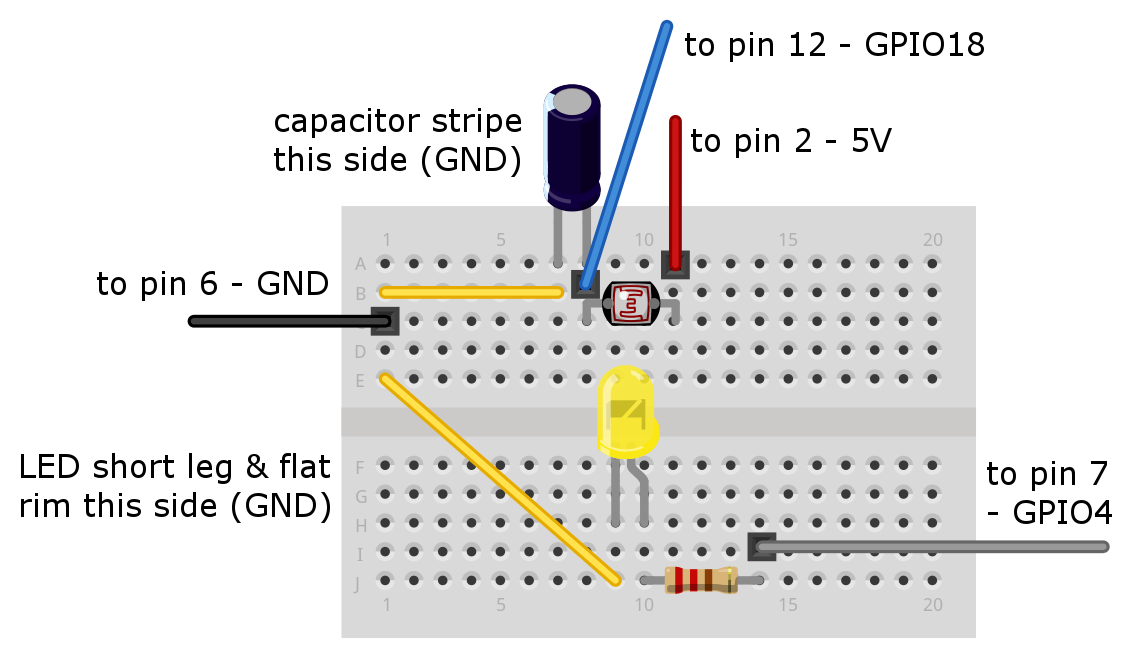 to pin 12 - GPIO18
capacitor stripe
this side (GND)
to pin 2 - 5V
1 5 10 15 20
A
to pin 6 - GND
B
D
E
LED short leg & flat
rim this side (GND)
F
G
H
I
J
to pin 7
- GPIO4
1 5 10 15 20